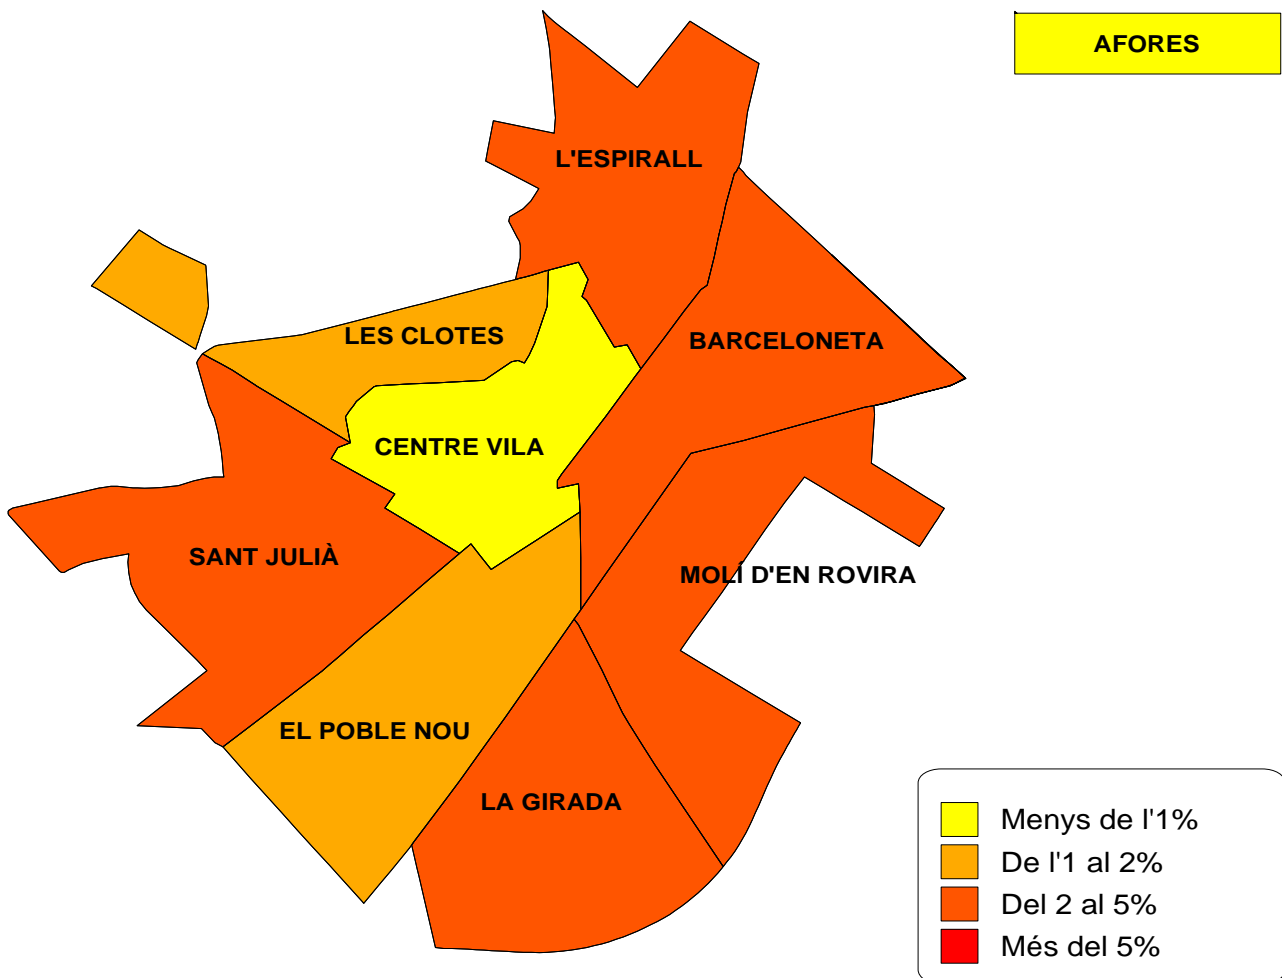 AFORES
L'ESPIRALL
LES CLOTES
BARCELONETA
CENTRE VILA
SANT JULIÀ
MOLÍ D'EN ROVIRA
EL POBLE NOU
LA GIRADA
Menys de l'1%
De l'1 al 2%
Del 2 al 5%
Més del 5%